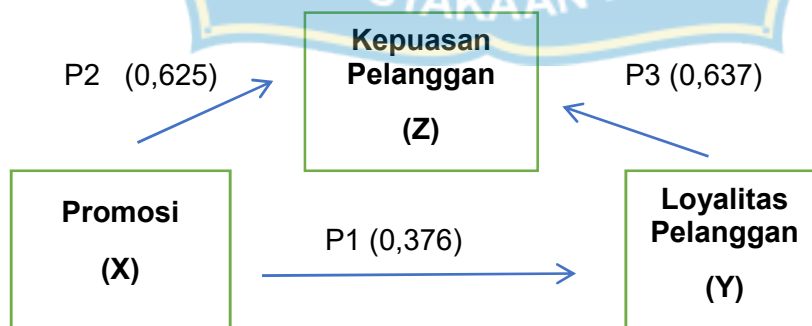 Kepuasan
Pelanggan
(Z)
P2 (0,625)
P3 (0,637)
Promosi
(X)
P1 (0,376)
Loyalitas
Pelanggan
(Y)